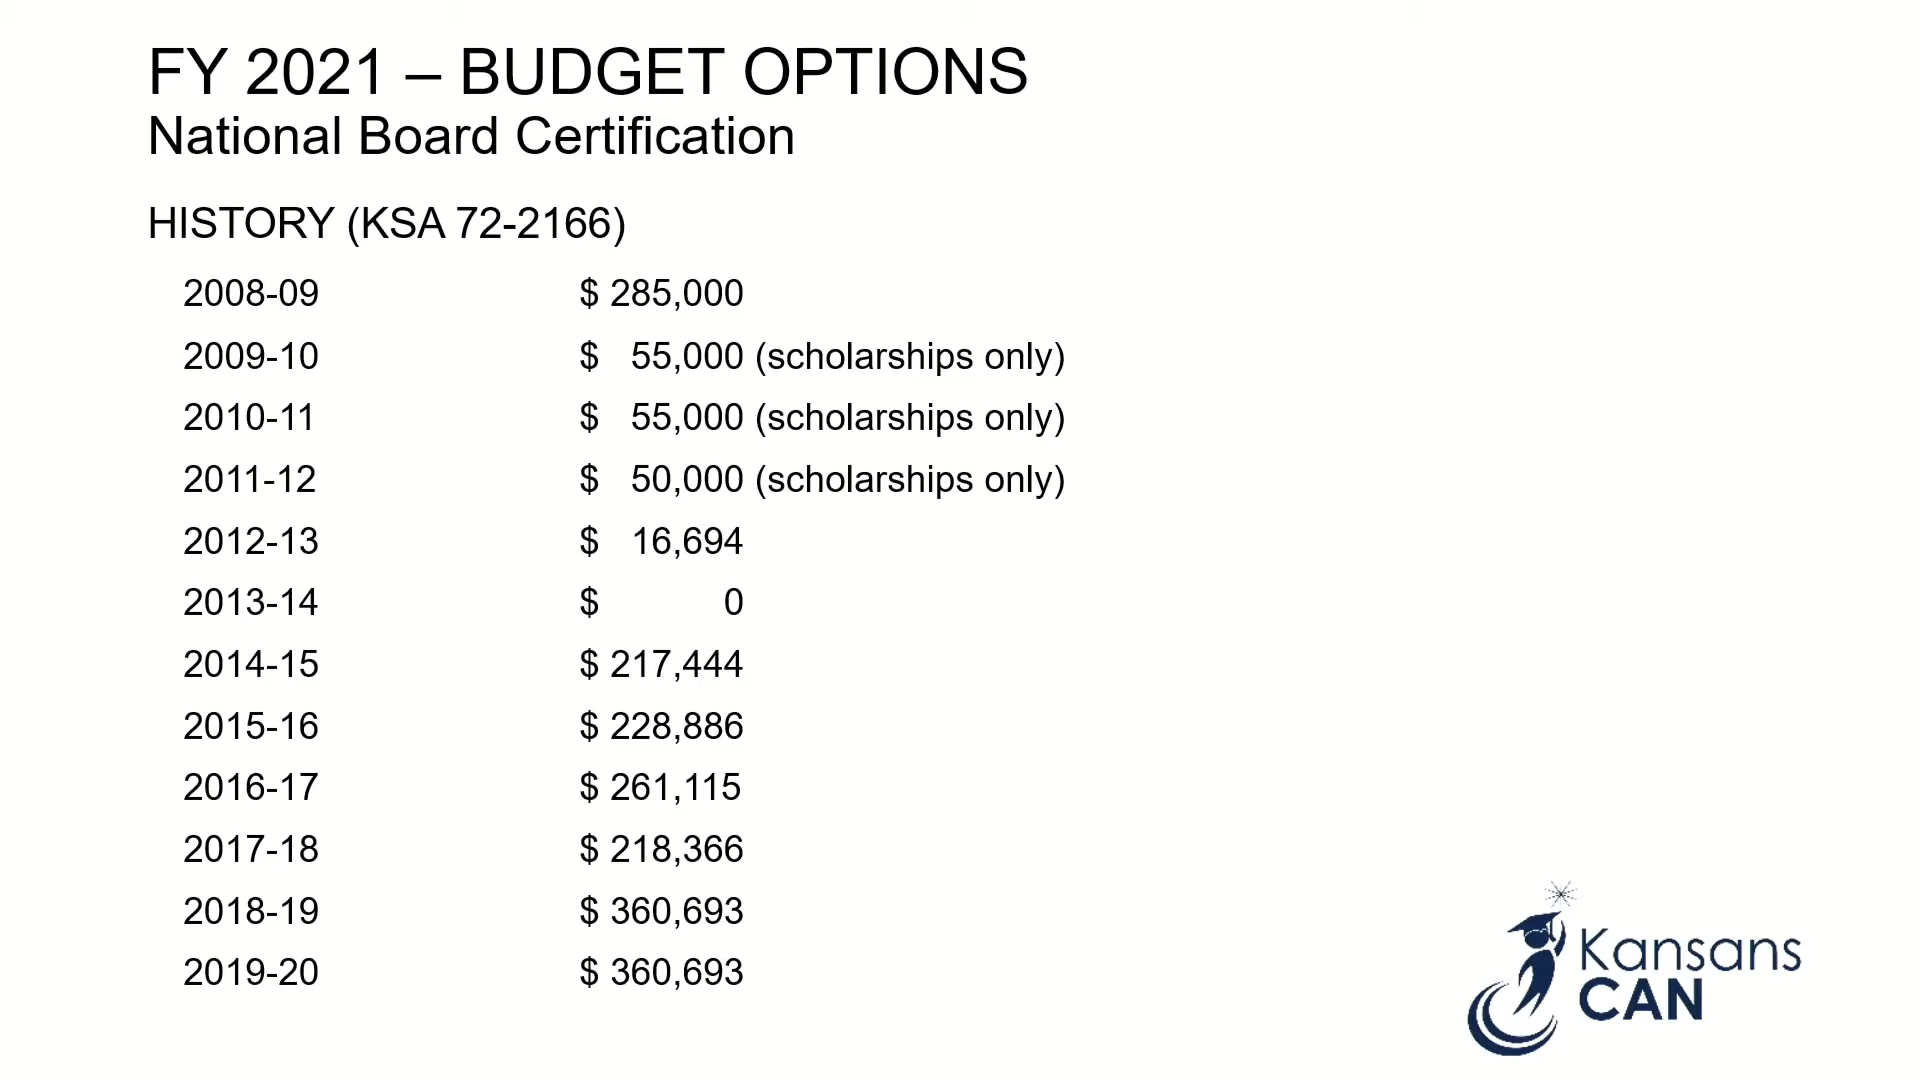 FY 2021 – BUDGET OPTIONS
National Board Certification
HISTORY (KSA 72-2166)
2008-09 $ 285,000
2009-10 $ 55,000 (scholarships only)
2010-11 $ 55,000 (scholarships only)
2011-12 $ 50,000 (scholarships only)
2012-13 $ 16,694
2013-14 $ 0
2014-15 $ 217,444
2015-16 $ 228,886
2016-17 $ 261,115
2017-18 $ 218,366
2018-19 $ 360,693
2019-20 $ 360,693
Kansans
CAN